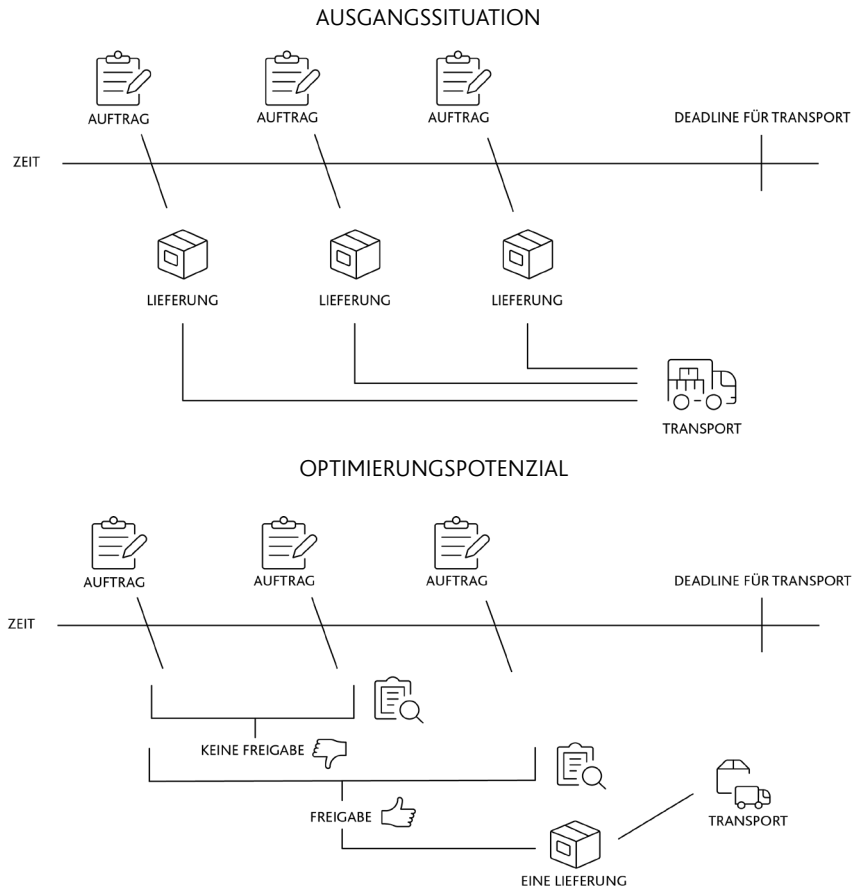 AUSGANGSSITUATION
AUFTRAG
AUFTRAG
AUFTRAG
DEADLINE FÜR TRANSPORT
ZEIT
LIEFERUNG
LIEFERUNG
LIEFERUNG
TRANSPORT
OPTIMIERUNGSPOTENZIAL
AUFTRAG
AUFTRAG
AUFTRAG
DEADLINE FÜR TRANSPORT
ZEIT
KEINE FREIGABE
FREIGABE
TRANSPORT
EINE LIEFERUNG